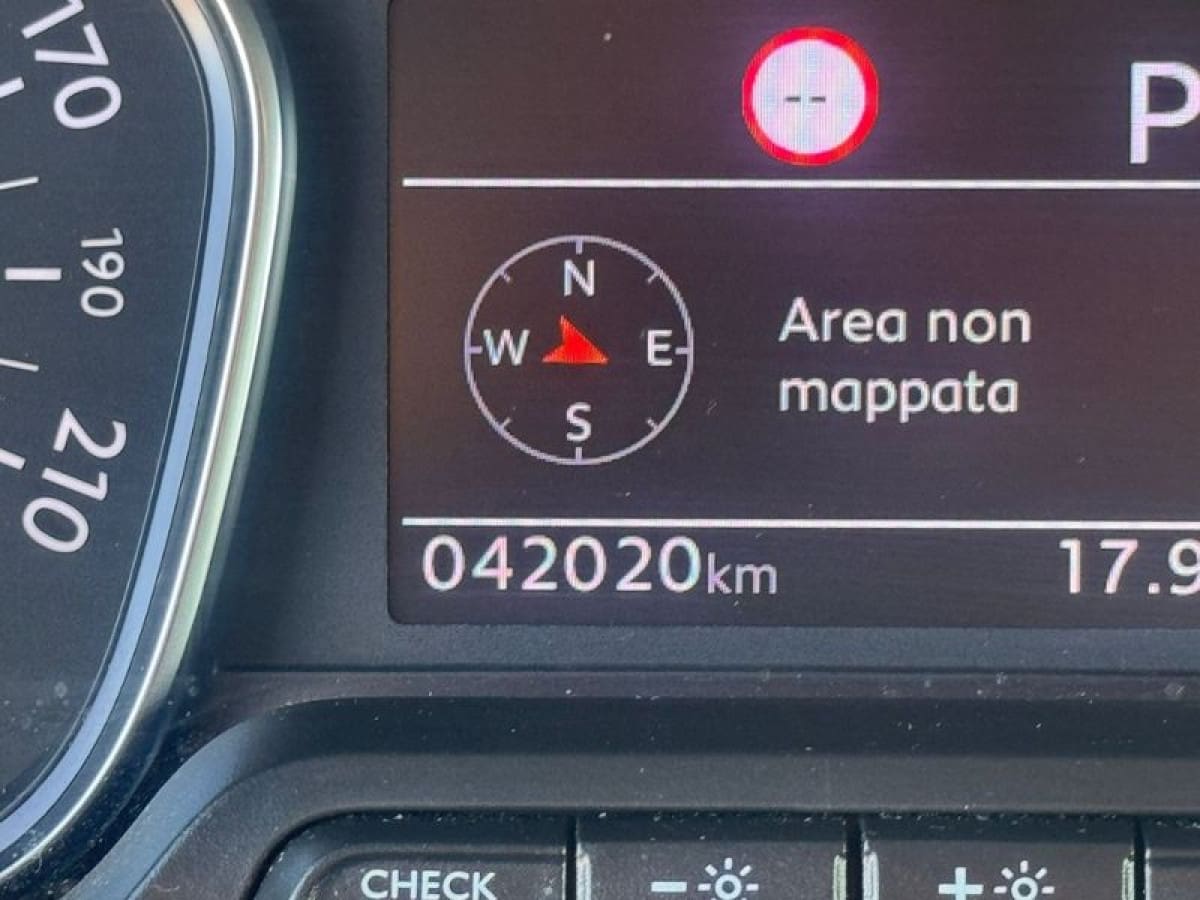 170
190
210
--
P
N
W E
S
Area non
mappata
042020km
17.9
CHECK
-
+